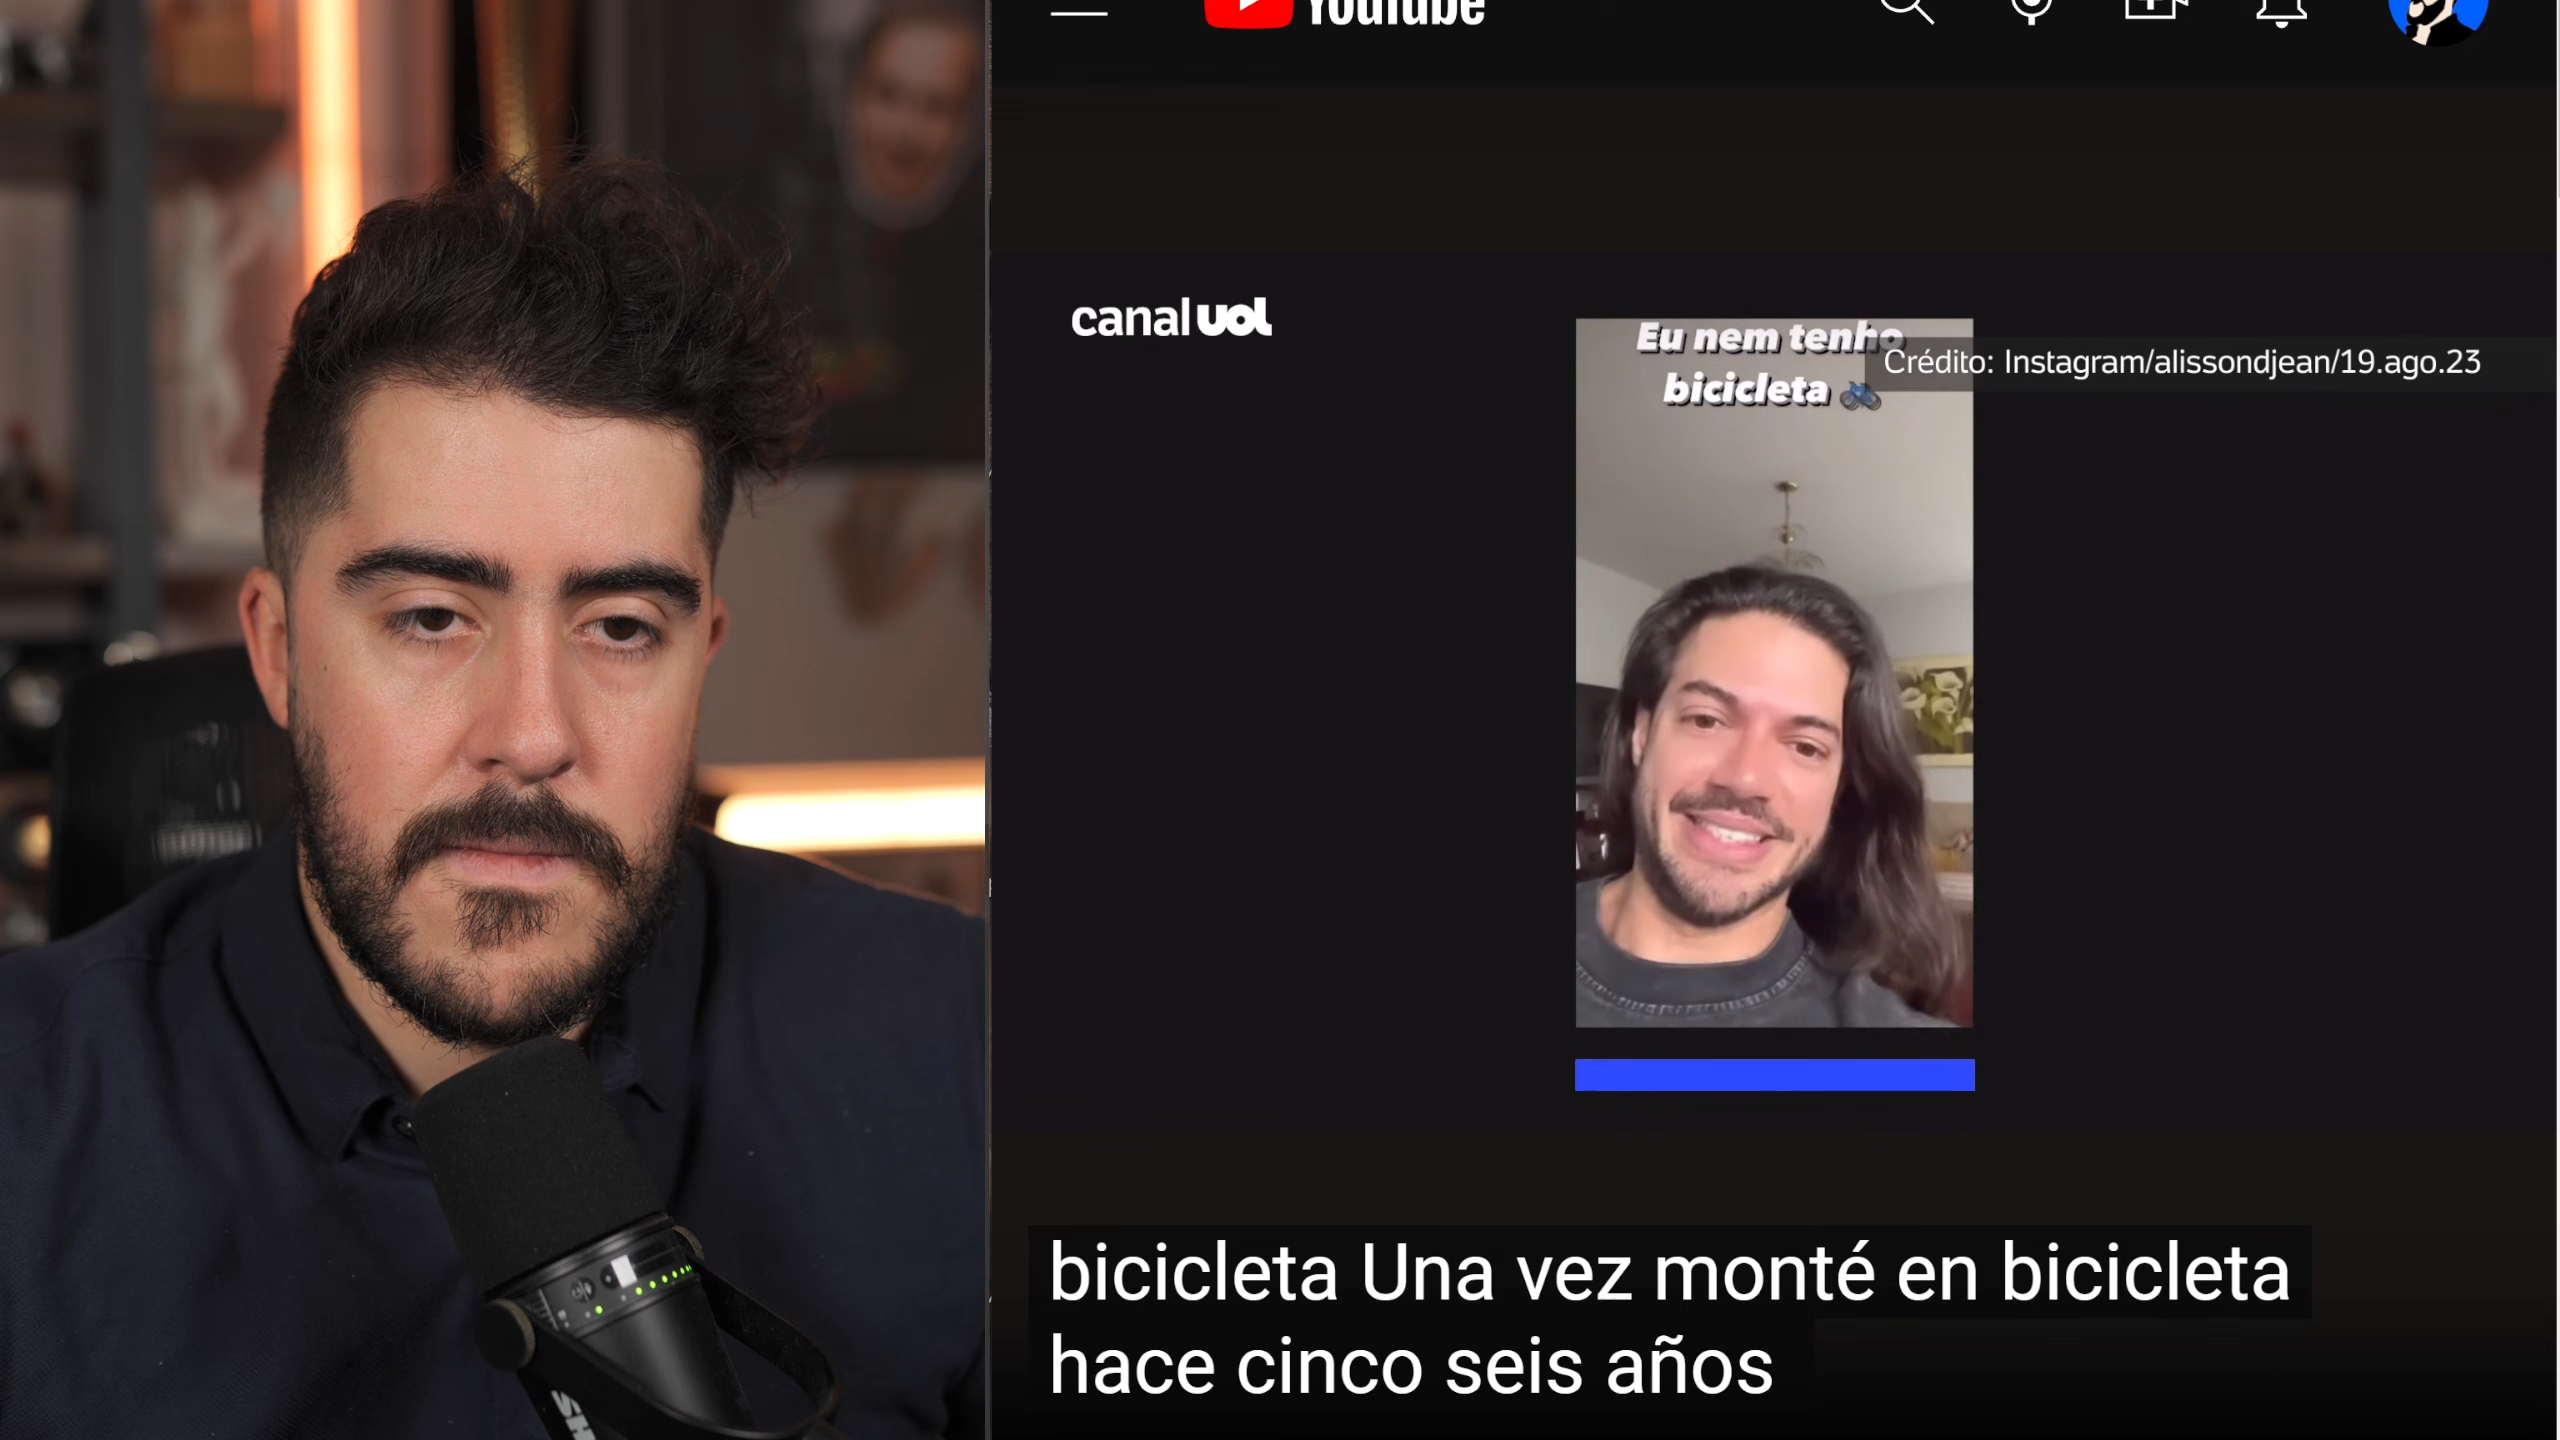 YouTube
canal uol
Eu nem tenho
bicicleta
Crédito: Instagram/alissondjean/19.ago.23
bicicleta Una vez monté en bicicleta
hace cinco seis años
SH